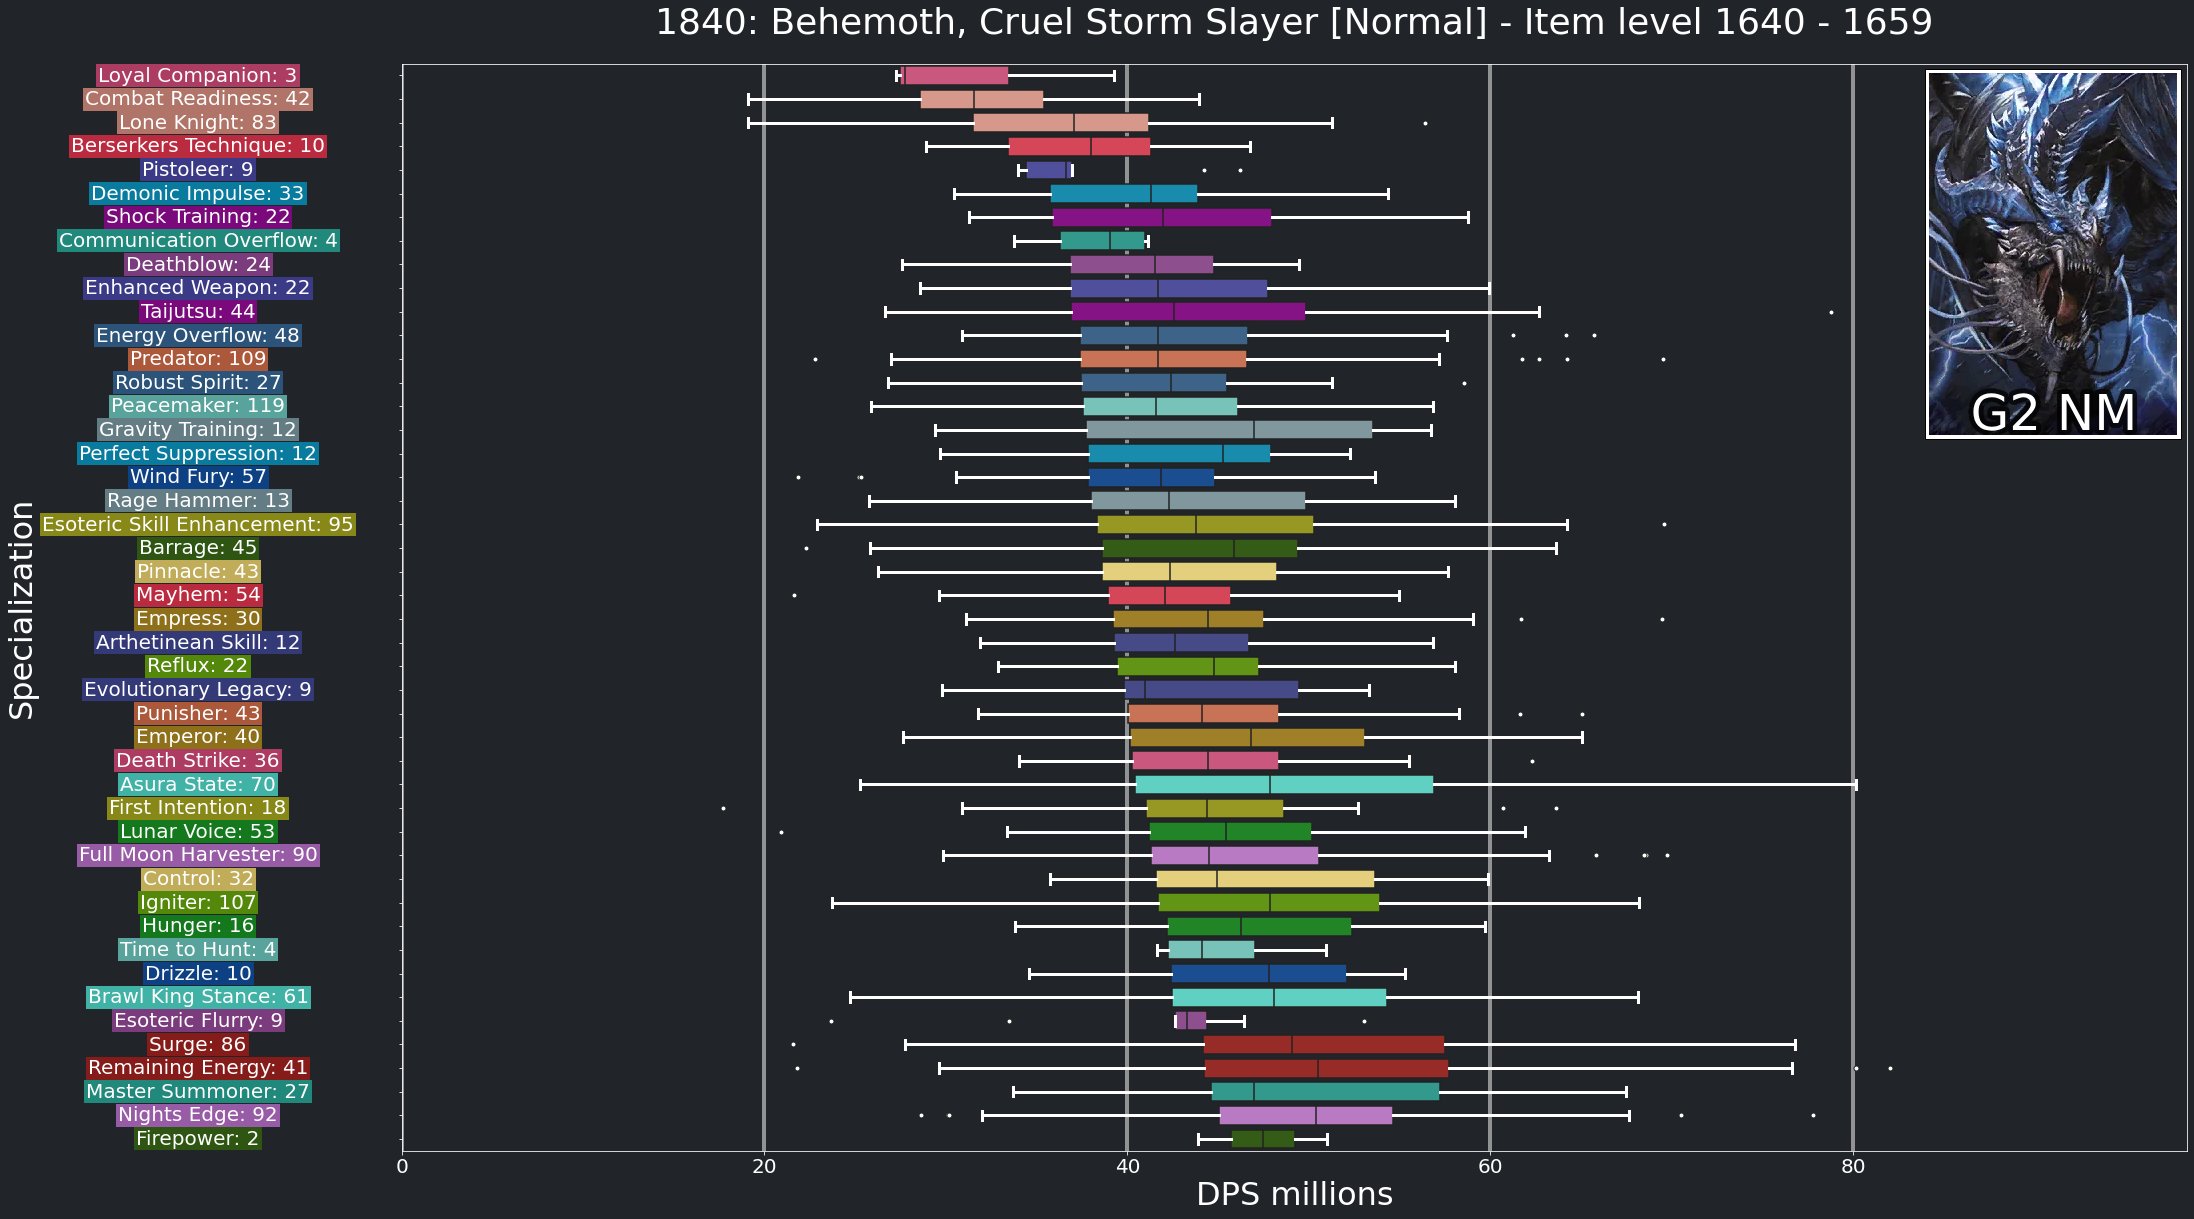 1840: Behemoth, Cruel Storm Slayer [Normal] - Item level 1640 - 1659
Loyal Companion: 3
Combat Readiness: 42
Lone Knight: 83
Berserkers Technique: 10
Pistoleer: 9
Demonic Impulse: 33
Shock Training: 22
Communication Overflow: 4
Deathblow: 24
Enhanced Weapon: 22
Taijutsu: 44
Energy Overflow: 48
Predator: 109
Robust Spirit: 27
Peacemaker: 119
Gravity Training: 12
Perfect Suppression: 12
Wind Fury: 57
Rage Hammer: 13
Esoteric Skill Enhancement: 95
Barrage: 45
Pinnacle: 43
Mayhem: 54
Empress: 30
Arthetinean Skill: 12
Reflux: 22
Evolutionary Legacy: 9
Punisher: 43
Emperor: 40
Death Strike: 36
Asura State: 70
First Intention: 18
Lunar Voice: 53
Full Moon Harvester: 90
Control: 32
Igniter: 107
Hunger: 16
Time to Hunt: 4
Drizzle: 10
Brawl King Stance: 61
Esoteric Flurry: 9
Surge: 86
Remaining Energy: 41
Master Summoner: 27
Nights Edge: 92
Firepower: 2
Specialization
G2 NM
0 20 40 60 80
DPS millions